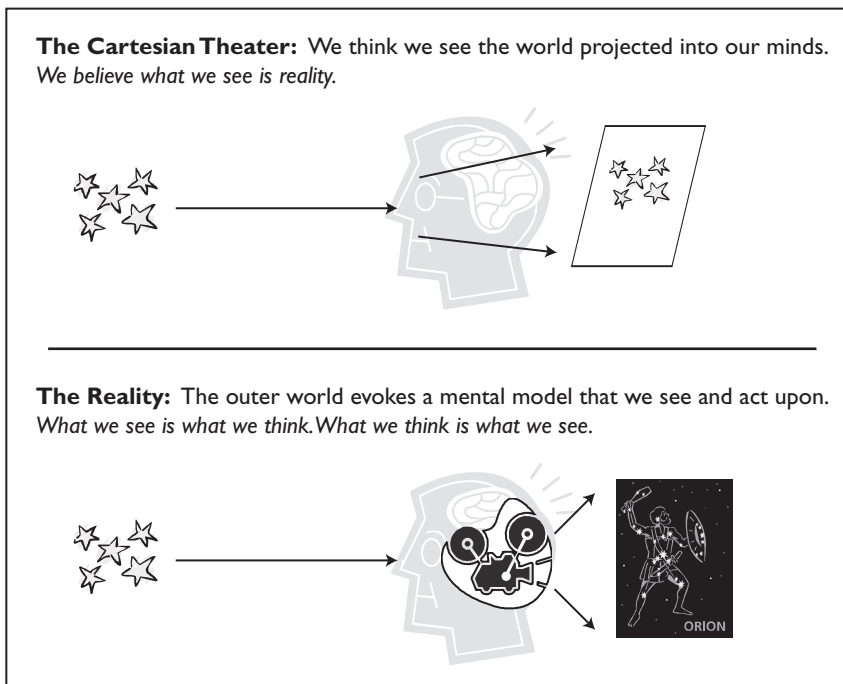 The Cartesian Theater: We think we see the world projected into our minds.
We believe what we see is reality.
The Reality: The outer world evokes a mental model that we see and act upon.
What we see is what we think. What we think is what we see.
ORION